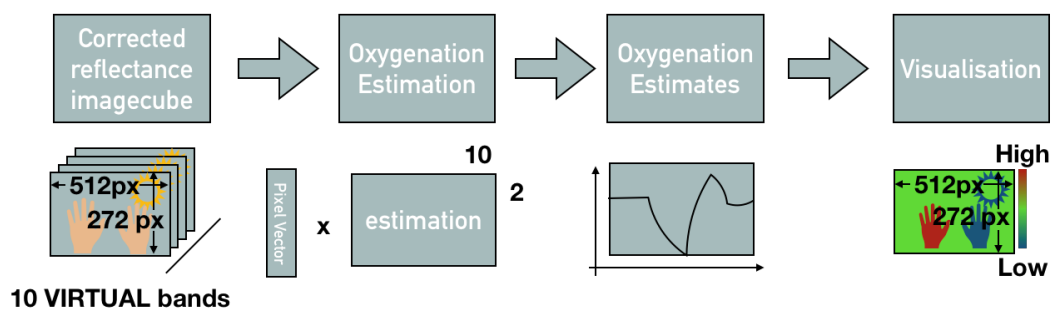 Corrected
reflectance
imagecube
Oxygenation
Estimation
Oxygenation
Estimates
Visualisation
512px
272 px
10 VIRTUAL bands
Pixel Vector
x
estimation
10
2
High
512px
272 px
Low